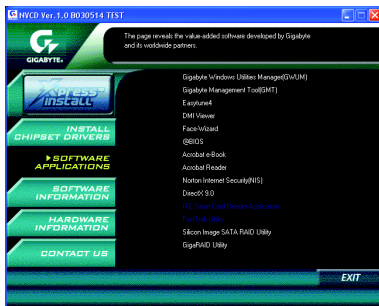 NVCD Ver.1.0 B030514 TEST
The page reveals the value-added software developed by Gigabyte
and its worldwide partners.
GIGABYTE
Xpress™
Install
INSTALL
CHIPSET DRIVERS
SOFTWARE
APPLICATIONS
SOFTWARE
INFORMATION
HARDWARE
INFORMATION
CONTACT US
Gigabyte Windows Utilities Manager(GWUM)
Gigabyte Management Tool(GMT)
Easytune4
DMI Viewer
Face-Wizard
@BIOS
Acrobat e-Book
Acrobat Reader
Norton Internet Security(NIS)
DirectX 9.0
Silicon Image SATA RAID Utility
GigaRAID Utility
EXIT